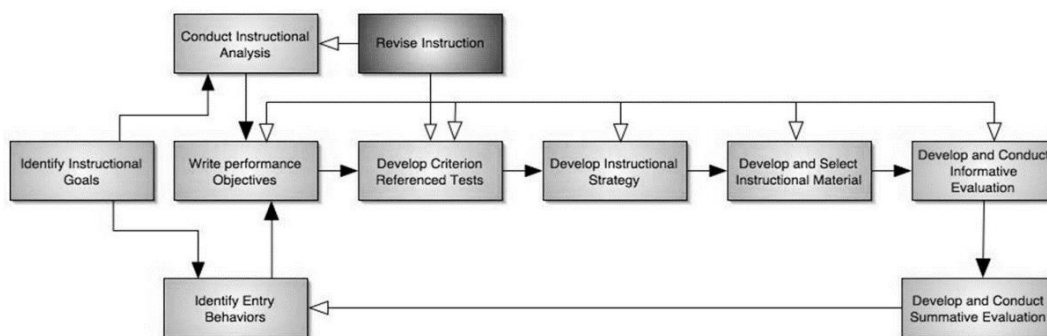 Conduct Instructional
Analysis
Revise Instruction
Identify Instructional
Goals
Write performance
Objectives
Develop Criterion
Referenced Tests
Develop Instructional
Strategy
Develop and Select
Instructional Material
Develop and Conduct
Informative
Evaluation
Identify Entry
Behaviors
Develop and Conduct
Summative Evaluation